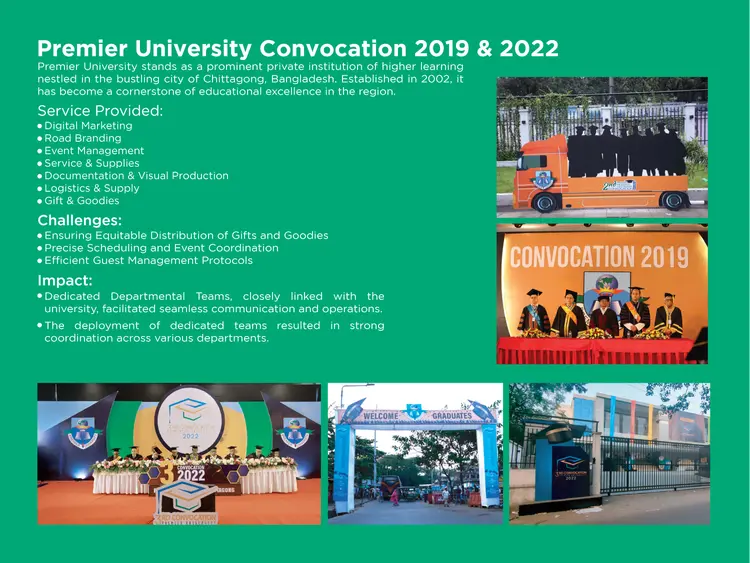 Premier University Convocation 2019 & 2022
Premier University stands as a prominent private institution of higher learning
nestled in the bustling city of Chittagong, Bangladesh. Established in 2002, it
has become a cornerstone of educational excellence in the region.
Service Provided:
• Digital Marketing
• Road Branding
• Event Management
• Service & Supplies
• Documentation & Visual Production
• Logistics & Supply
• Gift & Goodies
Challenges:
• Ensuring Equitable Distribution of Gifts and Goodies
• Precise Scheduling and Event Coordination
• Efficient Guest Management Protocols
Impact:
• Dedicated Departmental Teams, closely linked with the
university, facilitated seamless communication and operations.
• The deployment of dedicated teams resulted in strong
coordination across various departments.
CONVOCATION 2019
2022
3
CONVOCATION
2022
WELCOME GRADUATES
CONVOCATION
2022